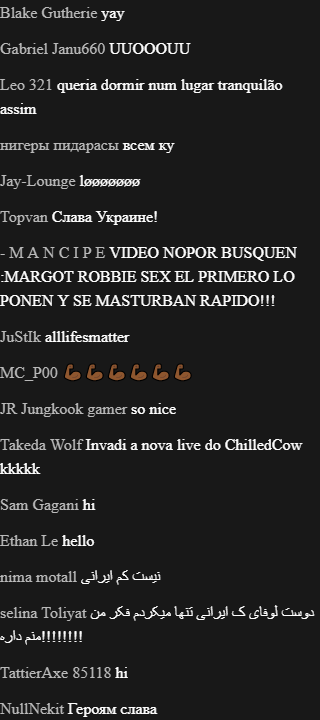 Blake Gutherie yay
Gabriel Janu660 UUOOOUU
Leo 321 queria dormir num lugar tranquilão
assim
нигеры пидарасы всем ку
Jay-Lounge løøøøøøø
Topvan Слава Украине!
- M A N C I P E VIDEO NOPOR BUSQUEN
:MARGOT ROBBIE SEX EL PRIMERO LO
PONEN Y SE MASTURBAN RAPIDO!!!
JuStIk alllifesmatter
MC_P00 💪🏾💪🏾💪🏾💪🏾💪🏾💪🏾
JR Jungkook gamer so nice
Takeda Wolf Invadi a nova live do ChilledCow
kkkkk
Sam Gagani hi
Ethan Le hello
nima motall نیست کم ایرانی
selina Toliyat دوست لوفای ک ایرانی تنها میکردم فکر من
منم داره!!!!!!!!
TattierAxe 85118 hi
NullNekit Героям слава